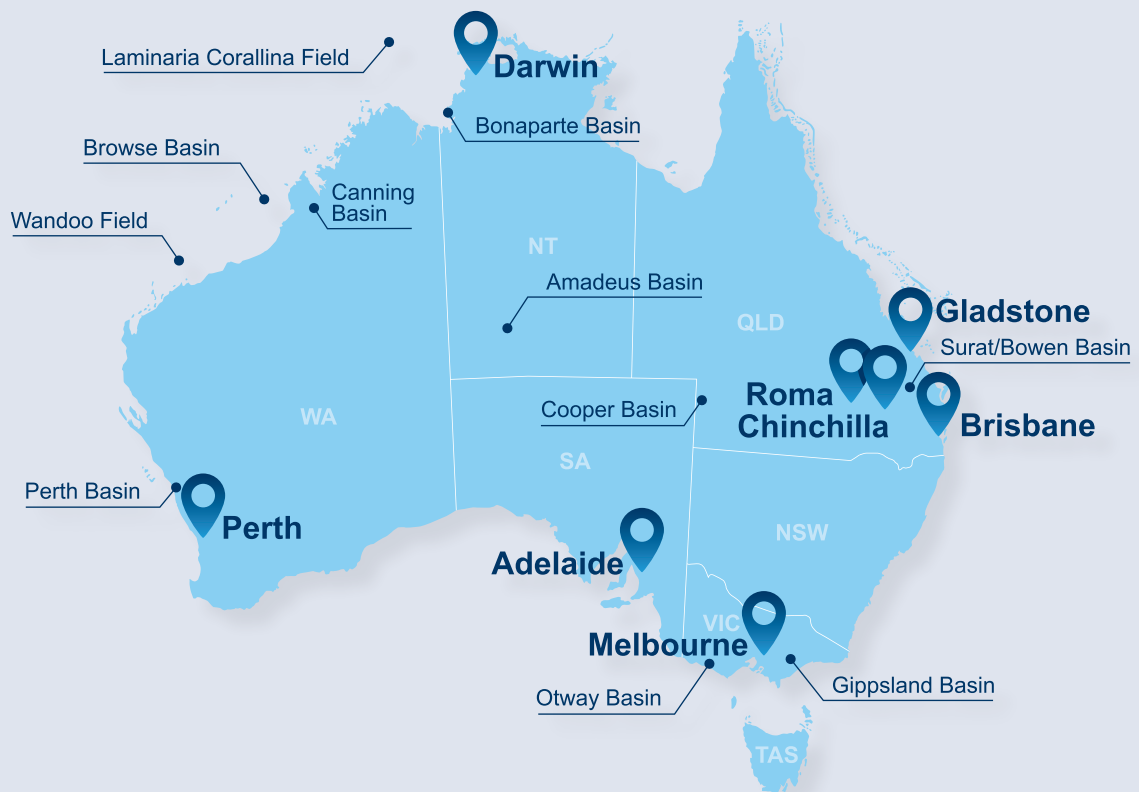 Laminaria Corallina Field
Darwin
Bonaparte Basin
Browse Basin
Canning
Basin
Wandoo Field
NT
Amadeus Basin
QLD
Gladstone
Surat/Bowen Basin
Roma
Cooper Basin
WA
Chinchilla
Brisbane
SA
Perth Basin
Perth
NSW
Adelaide
VIC
Melbourne
Gippsland Basin
Otway Basin
TAS